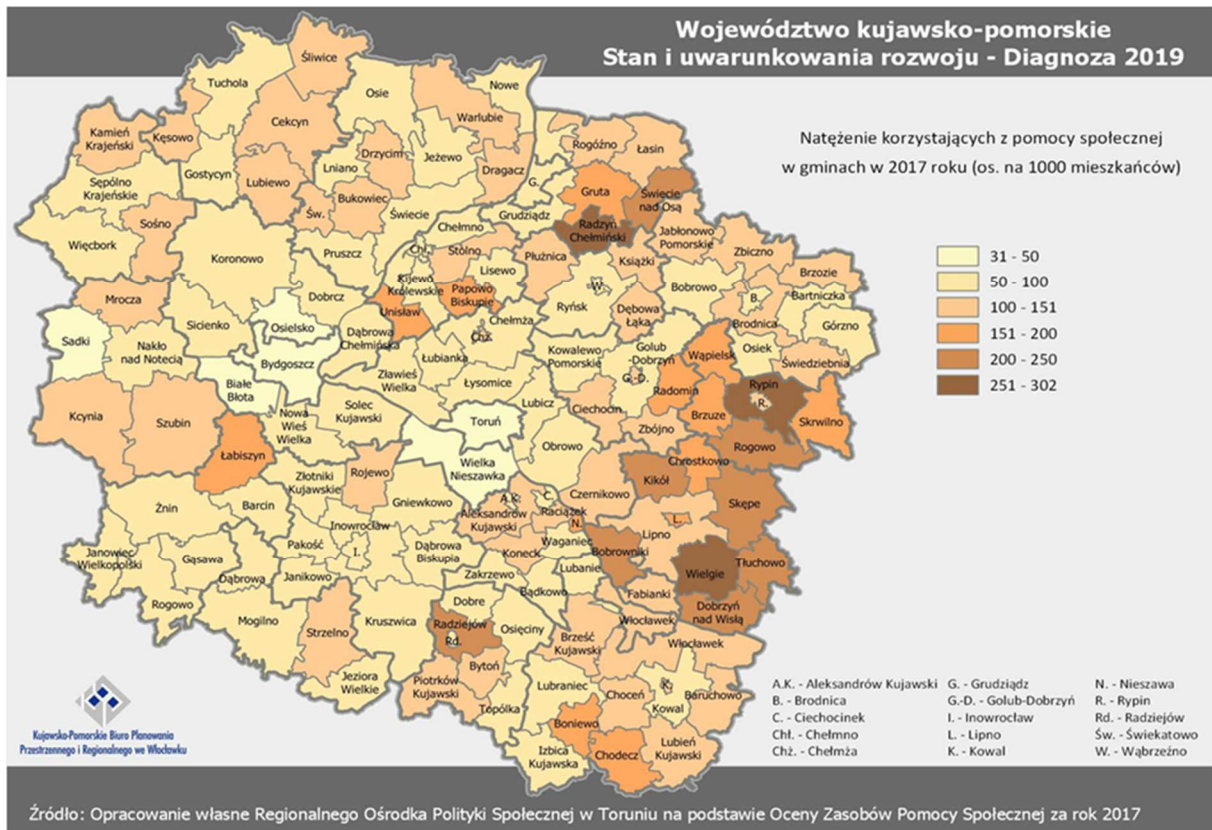 Województwo kujawsko-pomorskie
Stan i uwarunkowania rozwoju - Diagnoza 2019
Natężenie korzystających z pomocy społecznej
w gminach w 2017 roku (os. na 1000 mieszkańców)
31 - 50
50 - 100
100 - 151
151 - 200
200 - 250
251 - 302
Śliwice
Tuchola
Osie
Nowe
Kamień
Krajeński
Kęsowo
Cekcyn
Warlubie
Rogóźno
Łasin
Gostycyn
Lubiewo
Lniano
Drzycim
Jeżewo
Dragacz
G.
Gruta
Świecie
nad Osą
Sępólno
Krajeńskie
Św.
Bukowiec
Świecie
Grudziądz
Radzyń
Chełmiński
Jabłonowo
Pomorskie
Sośno
Więcbork
Koronowo
Pruszcz
Chełmno
Chł.
Stolno
Płużnica
Książki
Zbiczno
Brzozie
Kijewo
Królewskie
Lisewo
W.
Bobrowo
B.
Bartniczka
Mrocza
Dobrcz
Unisław
Papowo
Biskupie
Ryńsk
Dębowa
Łąka
Brodnica
Górzno
Sicienko
Osielsko
Dąbrowa
Chełmińska
Chełmża
Chż.
Sadki
Nakło
nad Notecią
Bydgoszcz
Łubianka
Kowalewo
Pomorskie
Golub
-Dobrzyń
G.-D.
Wąpielsk
Osiek
Świedziebnia
Białe
Błota
Zławieś
Wielka
Łysomice
Radomin
Rypin
R.
Kcynia
Szubin
Nowa
Wieś
Wielka
Solec
Kujawski
Toruń
Lubicz
Ciechocin
Zbójno
Brzuze
Skrwilno
Łabiszyn
Obrowo
Rogowo
Wielka
Nieszawka
Chrostkowo
Złotniki
Kujawskie
Rojewo
Kikół
Gniewkowo
A.K.
C.
Czernikowo
Skępe
Żnin
Barcin
Aleksandrów
Kujawski
Raciążek
N.
L.
Inowrocław
I.
Lipno
Janowiec
Wielkopolski
Gąsawa
Pakość
Dąbrowa
Biskupia
Koneck
Waganiec
Bobrowniki
Tłuchowo
Dąbrowa
Janikowo
Zakrzewo
Lubanie
Wielgie
Rogowo
Bądkowo
Fabianki
Dobrzyń
nad Wisłą
Mogilno
Kruszwica
Dobre
Strzelno
Radziejów
Rd.
Osięciny
Brześć
Kujawski
Włocławek
Włocławek
Jeziora
Wielkie
Piotrków
Kujawski
Bytoń
Lubraniec
Choceń
K.
Kowal
Baruchowo
Topólka
Boniewo
Izbica
Kujawska
Chodecz
Lubień
Kujawski
A.K. - Aleksandrów Kujawski
B. - Brodnica
C. - Ciechocinek
Chł. - Chełmno
Chż. - Chełmża
G. - Grudziądz
G.-D. - Golub-Dobrzyń
I. - Inowrocław
L. - Lipno
K. - Kowal
N. - Nieszawa
R. - Rypin
Rd. - Radziejów
Św. - Świekatowo
W. - Wąbrzeźno
Kujawsko-Pomorskie Biuro Planowania
Przestrzennego i Regionalnego we Włocławku
Źródło: Opracowanie własne Regionalnego Ośrodka Polityki Społecznej w Toruniu na podstawie Oceny Zasobów Pomocy Społecznej za rok 2017